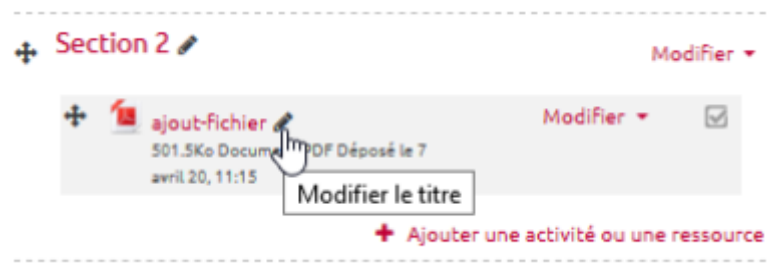 Section 2
Modifier
ajout-fichier
Modifier
501.5Ko Docum PDF Déposé le 7
avril 20, 11:15
Modifier le titre
Ajouter une activité ou une ressource